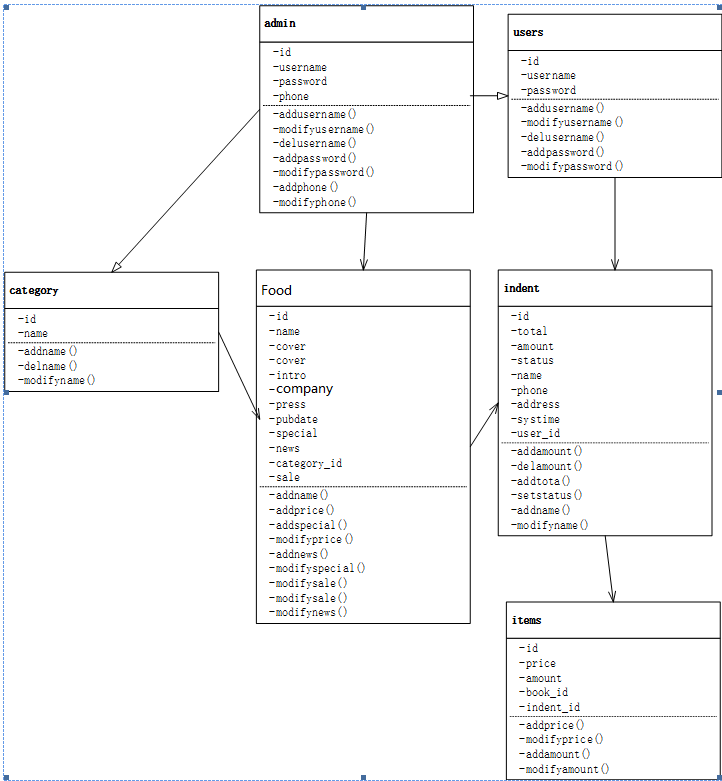 admin
-id
-username
-password
-phone
-addusername()
-modifyusername()
-delusername()
-addpassword()
-modifypassword()
-addphone()
-modifyphone()
users
-id
-username
-password
-addusername()
-modifyusername()
-delusername()
-addpassword()
-modifypassword()
category
-id
-name
-addname()
-delname()
-modifyname()
Food
-id
-name
-cover
-cover
-intro
-company
-press
-pubdate
-special
-news
-category_id
-sale
-addname()
-addprice()
-addspecial()
-modifyprice()
-addnews()
-modifyspecial()
-modifysale()
-modifysale()
-modifynews()
indent
-id
-total
-amount
-status
-name
-phone
-address
-systime
-user_id
-addamount()
-delamount()
-addtota()
-setstatus()
-addname()
-modifyname()
items
-id
-price
-amount
-book_id
-indent_id
-addprice()
-modifyprice()
-addamount()
-modifyamount()